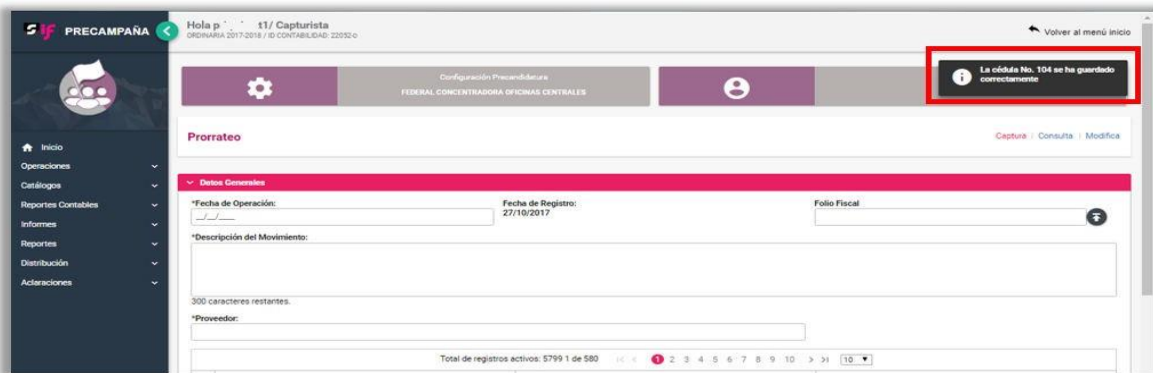 SIF PRECAMPAÑA
Hola p t1/ Capturista
ORDINARIA 2017-2018 / ID CONTABILIDAD: 22052
Volver al menú inicio
Configuración Precandidatura
FEDERAL CONCENTRADORA OFICINAS CENTRALES
La cédula No. 104 se ha guardado
correctamente
Prorrateo
Captura | Consulta | Modifica
Inicio
Operaciones
Catálogos
Reportes Contables
Informes
Reportes
Distribución
Aclaraciones
Datos Generales
*Fecha de Operación:
Fecha de Registro:
Folio Fiscal
__/__/____
27/10/2017
*Descripción del Movimiento:
300 caracteres restantes.
*Proveedor:
Total de registros activos: 5799 1 de 580 1 2 3 4 5 6 7 8 9 10 10